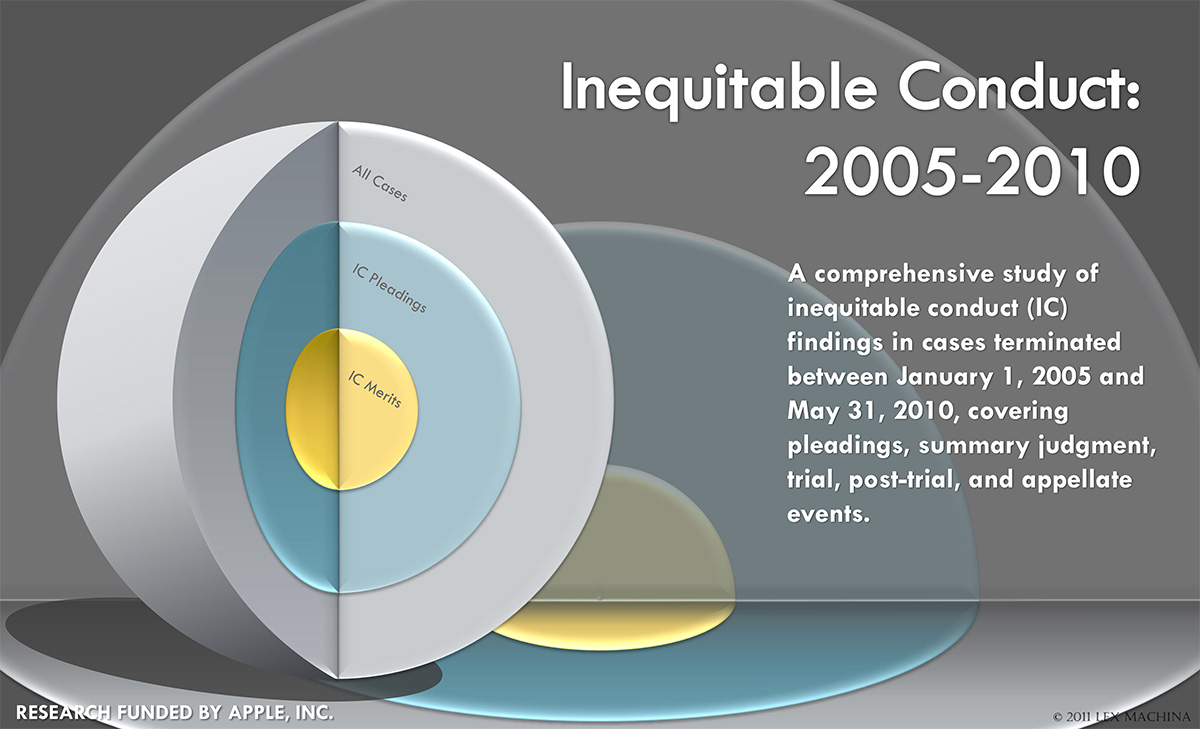 Inequitable Conduct:
2005-2010
All Cases
IC Pleadings
IC Merits
A comprehensive study of
inequitable conduct (IC)
findings in cases terminated
between January 1, 2005 and
May 31, 2010, covering
pleadings, summary judgment,
trial, post-trial, and appellate
events.
RESEARCH FUNDED BY APPLE, INC.
© 2011 LEX MACHINA